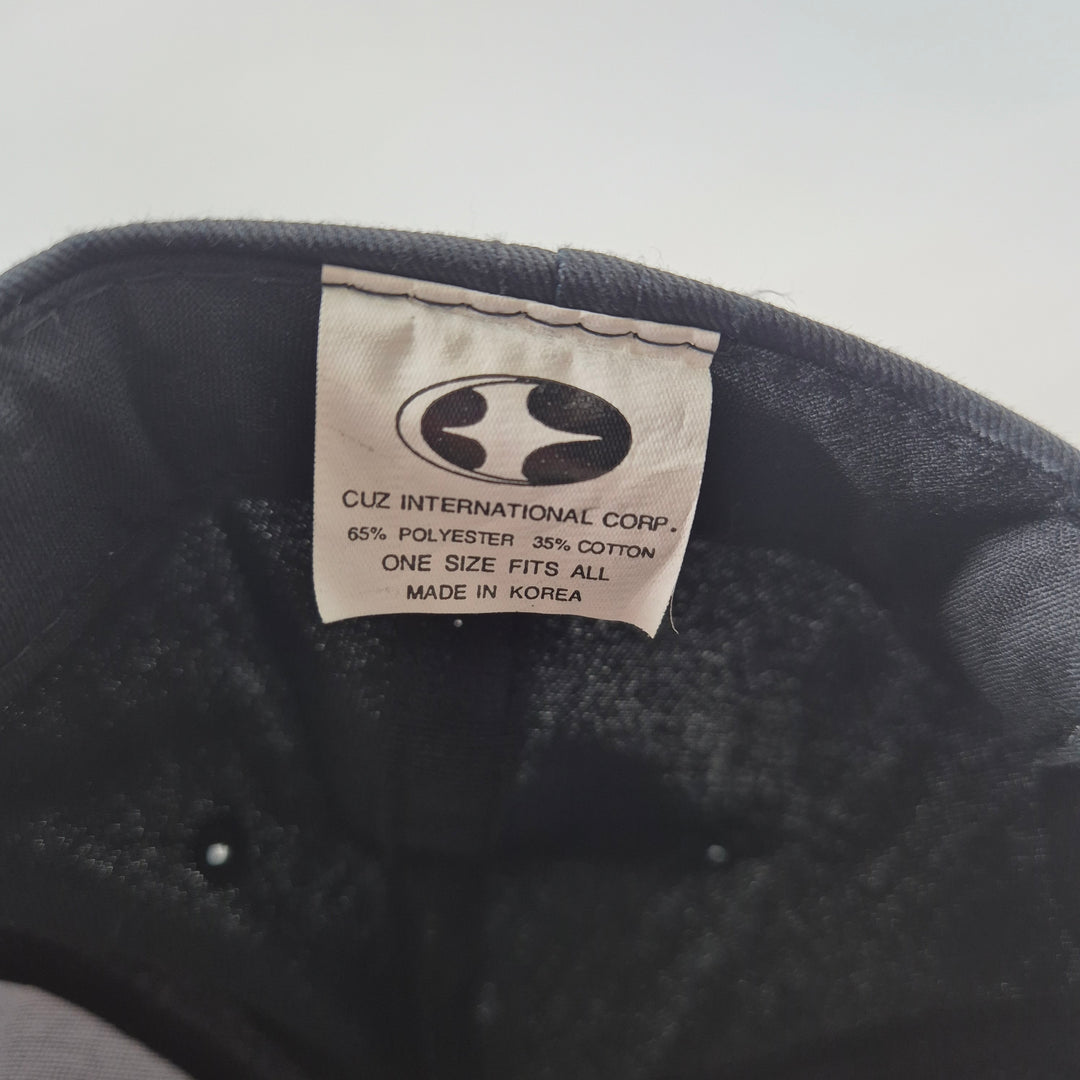 CUZ INTERNATIONAL CORP.
65% POLYESTER 35% COTTON
ONE SIZE FITS ALL
MADE IN KOREA